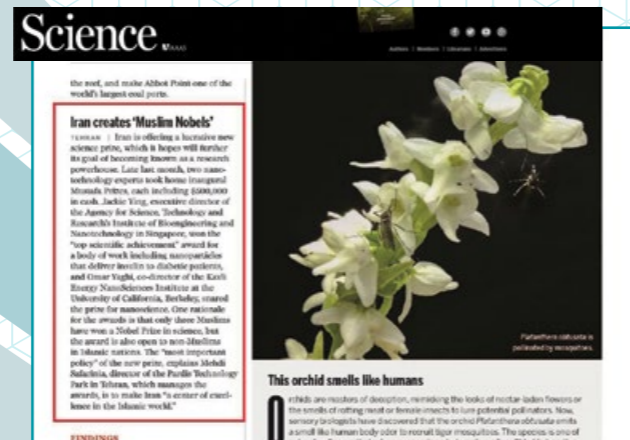 Science
AAAS
Authors | Members | Librarians | Advertisers
the reef, and make Abbot Point one of the
world's largest coal ports.
Iran creates 'Muslim Nobels'
TEHRAN | Iran is offering a lucrative new
science prize, which it hopes will further
its goal of becoming known as a research
powerhouse. Late last month, two nano-
technology experts took home inaugural
Mustafa Prizes, each including $500,000
in cash. Jackie Ying, executive director of
the Agency for Science, Technology and
Research's Institute of Bioengineering and
Nanotechnology in Singapore, won the
"top scientific achievement" award for
a body of work including nanoparticles
that deliver insulin to diabetic patients,
and Omar Yaghi, co-director of the Kavli
Energy NanoSciences Institute at the
University of California, Berkeley, snared
the prize for nanoscience. One rationale
for the awards is that only three Muslims
have won a Nobel Prize in science, but
the award is also open to non-Muslims
in Islamic nations. The "most important
policy" of the new prize, explains Mehdi
Safarinia, director of the Pardis Technology
Park in Tehran, which manages the
awards, is to make Iran "a center of excel-
lence in the Islamic world."
FINDINGS
Platanthera obtusata is
pollinated by mosquitoes.
This orchid smells like humans
Orchids are masters of deception, mimicking the looks of nectar-laden flowers or
the smells of rotting meat or female insects to lure potential pollinators. Now,
sensory biologists have discovered that the orchid Platanthera obtusata emits
a smell like human body odor to recruit tiger mosquitoes. The species is one of